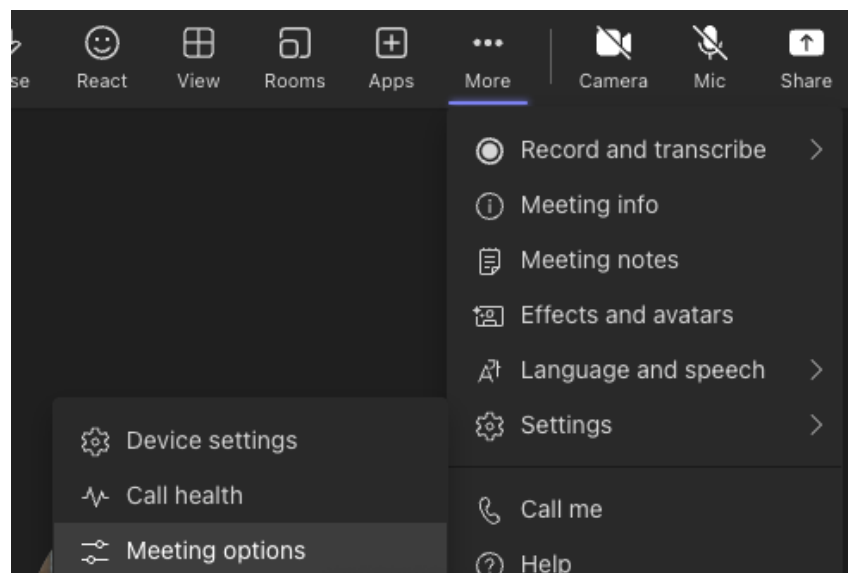 se
React
View
Rooms
Apps
More
Camera
Mic
Share
Record and transcribe
Meeting info
Meeting notes
Effects and avatars
Language and speech
Settings
Device settings
Call health
Meeting options
Call me
Help